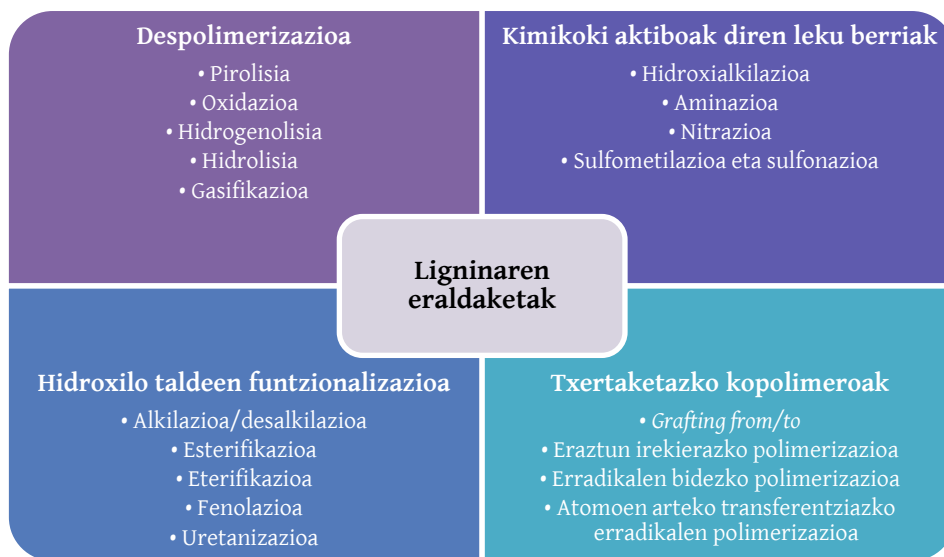 Despolimerizazioa
• Pirolisia
• Oxidazioa
• Hidrogenolisia
• Hidrolisia
• Gasifikazioa
Kimikoki aktiboak diren leku berriak
• Hidroxialkilazioa
• Aminazioa
• Nitrazioa
• Sulfometilazioa eta sulfonazioa
Ligninaren
eraldaketak
Hidroxilo taldeen funtzionalizazioa
• Alkilazioa/desalkilazioa
• Esterifikazioa
• Eterifikazioa
• Fenolazioa
• Uretanizazioa
Txertaketazko kopolimeroak
• Grafting from/to
• Eraztun irekierazko polimerizazioa
• Erradikalen bidezko polimerizazioa
• Atomoen arteko transferentziazko
erradikalen polimerizazioa